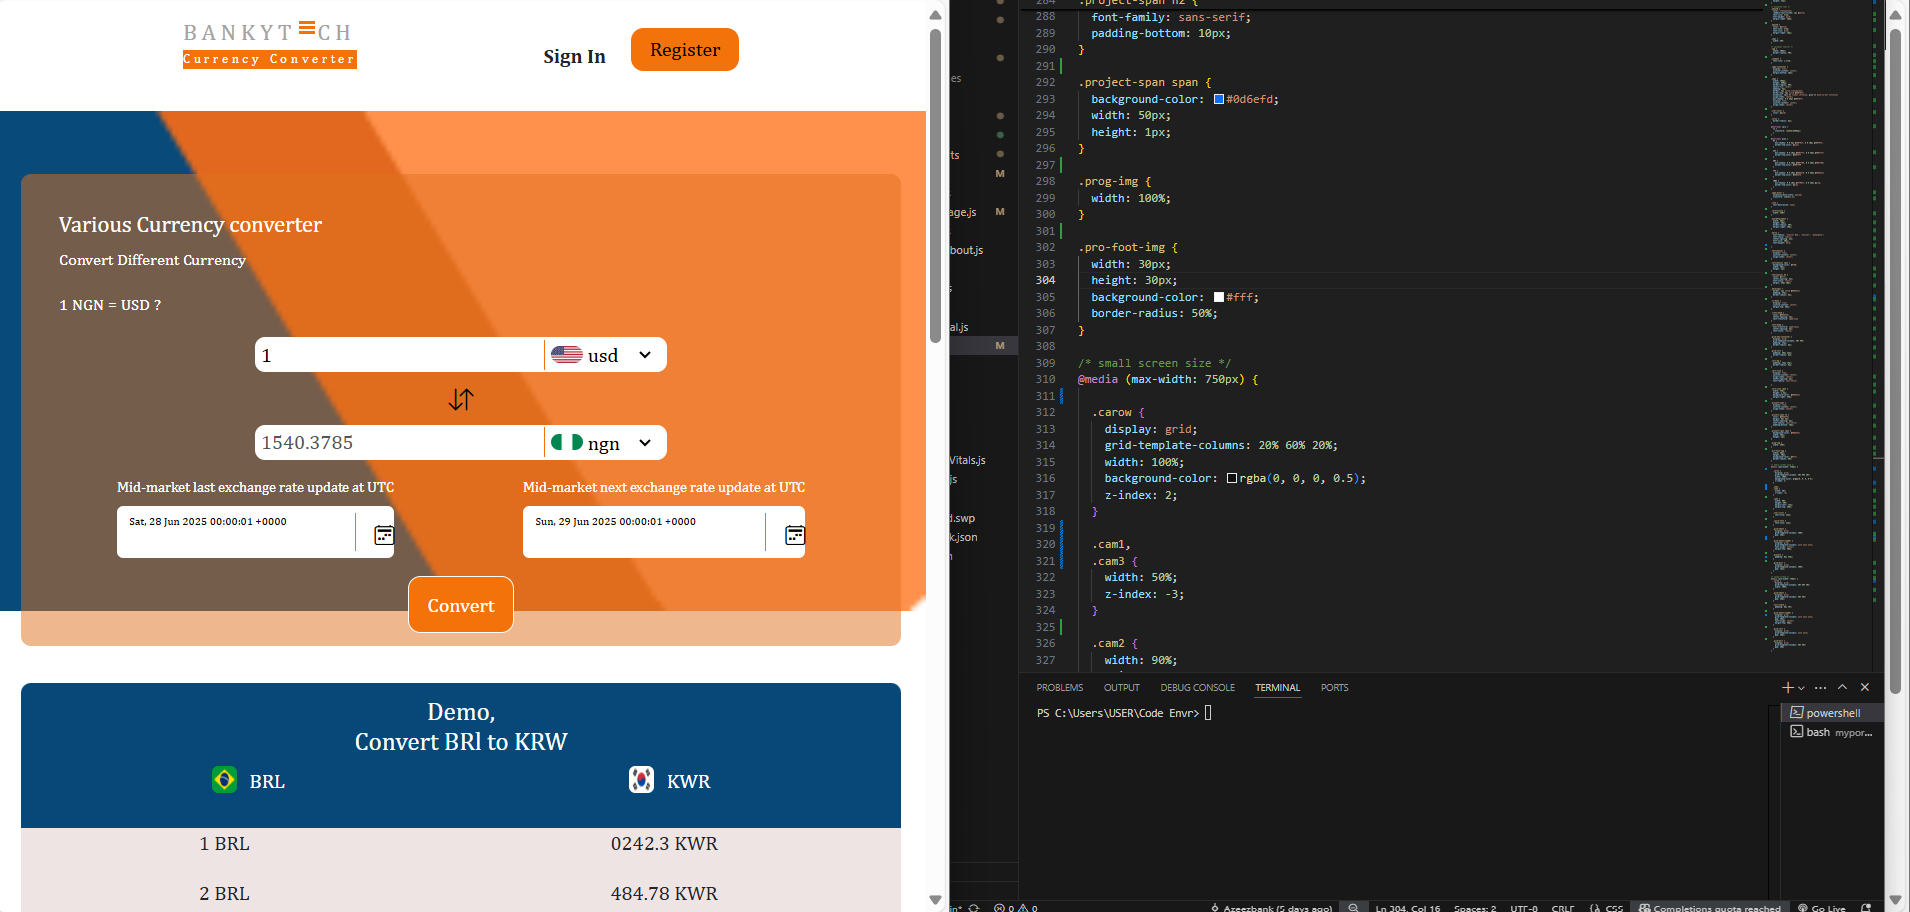 BANKYT CH
Currency Converter
Sign In
Register
Various Currency converter
Convert Different Currency
1 NGN = USD ?
1
usd
1540.3785
ngn
Mid-market last exchange rate update at UTC
Mid-market next exchange rate update at UTC
Sat, 28 Jun 2025 00:00:01 +0000
Sun, 29 Jun 2025 00:00:01 +0000
Convert
Demo,
Convert BRl to KRW
BRL
KWR
1 BRL
0242.3 KWR
2 BRL
484.78 KWR
es
ts
M
age.js M
bout.js
s
al.js
M
Vitals.js
js
d.swp
k.json
284 .project-span h2 {
288 font-family: sans-serif;
289 padding-bottom: 10px;
290 }
291
292 .project-span span {
293 background-color: #0d6efd;
294 width: 50px;
295 height: 1px;
296 }
297
298 .prog-img {
299 width: 100%;
300 }
301
302 .pro-foot-img {
303 width: 30px;
304 height: 30px;
305 background-color: #fff;
306 border-radius: 50%;
307 }
308
309 /* small screen size */
310 @media (max-width: 750px) {
311
312 .carow {
313 display: grid;
314 grid-template-columns: 20% 60% 20%;
315 width: 100%;
316 background-color: rgba(0, 0, 0, 0.5);
317 z-index: 2;
318 }
319
320 .cam1,
321 .cam3 {
322 width: 50%;
323 z-index: -3;
324 }
325
326 .cam2 {
327 width: 90%;
PROBLEMS OUTPUT DEBUG CONSOLE TERMINAL PORTS
PS C:\Users\USER\Code Envr>
powershell
bash mypor...
in* 0 0 Azeezbank (5 days ago) Ln 304, Col 16 Spaces: 2 UTF-8 CRLF {} CSS Completions quota reached Go Live